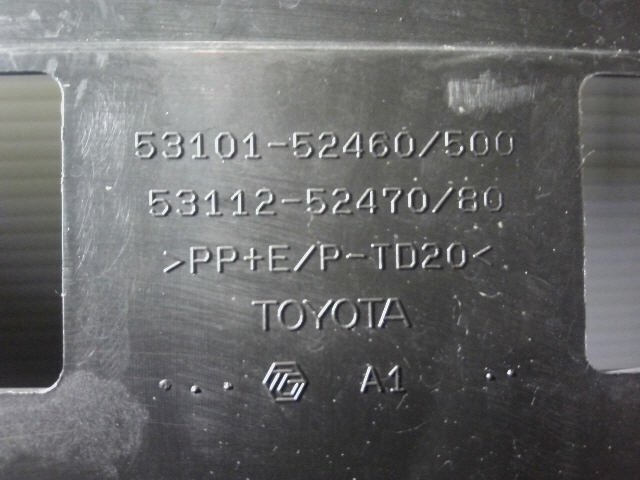 53101-52460/500
53112-52470/80
>PP+E/P-TD20<
TOYOTA
A1